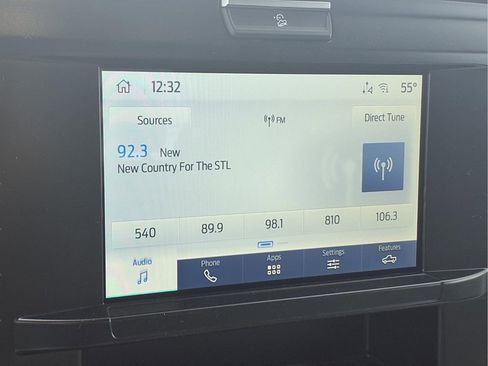 12:32
55°
Sources
FM
Direct Tune
92.3 New
New Country For The STL
540 89.9 98.1 810 106.3
Audio Phone Apps Settings Features